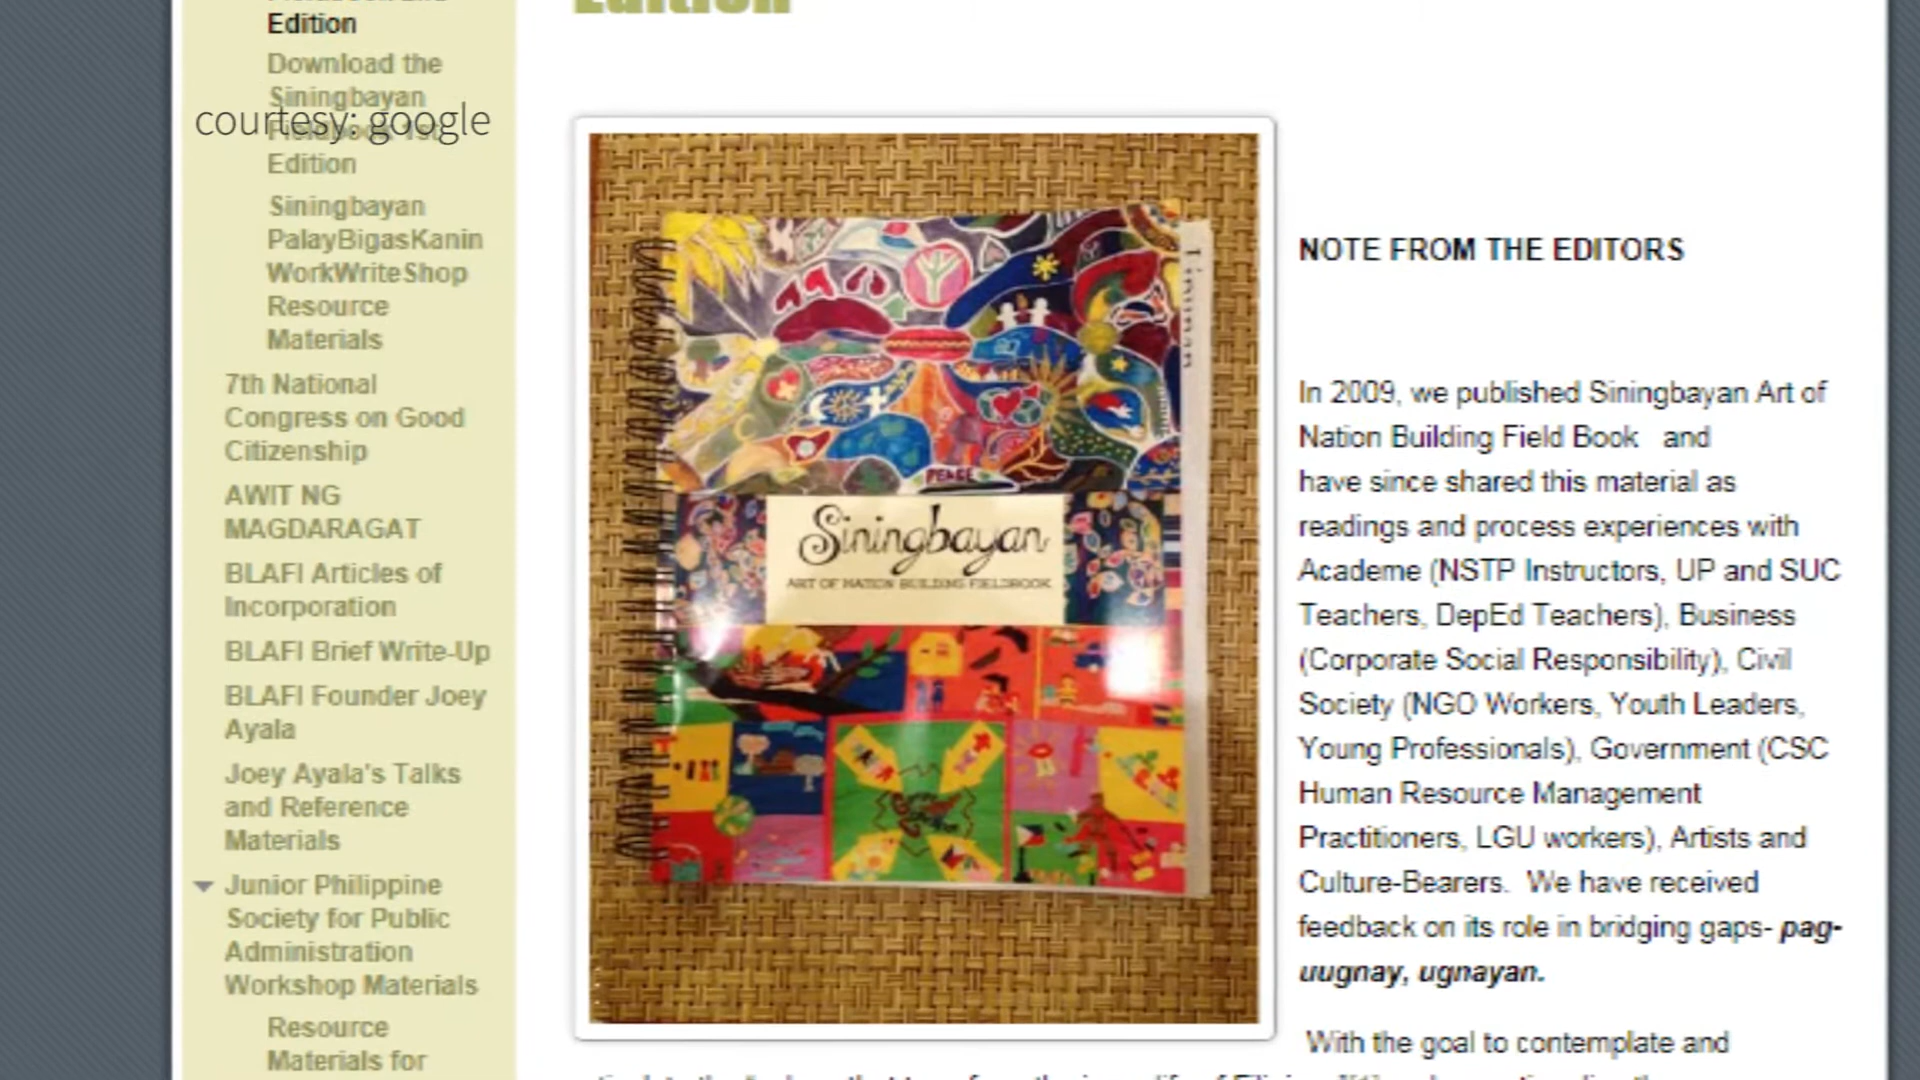 Edition
Edition
Download the
Siningbayan
Fieldbook 1st
Edition
courtesy: google
Siningbayan
PalayBigasKanin
WorkWriteShop
Resource
Materials
7th National
Congress on Good
Citizenship
AWIT NG
MAGDARAGAT
BLAFI Articles of
Incorporation
BLAFI Brief Write-Up
BLAFI Founder Joey
Ayala
Joey Ayala's Talks
and Reference
Materials
Junior Philippine
Society for Public
Administration
Workshop Materials
Resource
Materials for
PEACE
Siningbayan
ART OF NATION BUILDING FIELDBOOK
NOTE FROM THE EDITORS
In 2009, we published Siningbayan Art of
Nation Building Field Book and
have since shared this material as
readings and process experiences with
Academe (NSTP Instructors, UP and SUC
Teachers, DepEd Teachers), Business
(Corporate Social Responsibility), Civil
Society (NGO Workers, Youth Leaders,
Young Professionals), Government (CSC
Human Resource Management
Practitioners, LGU workers), Artists and
Culture-Bearers. We have received
feedback on its role in bridging gaps- pag-
uugnay, ugnayan.
With the goal to contemplate and